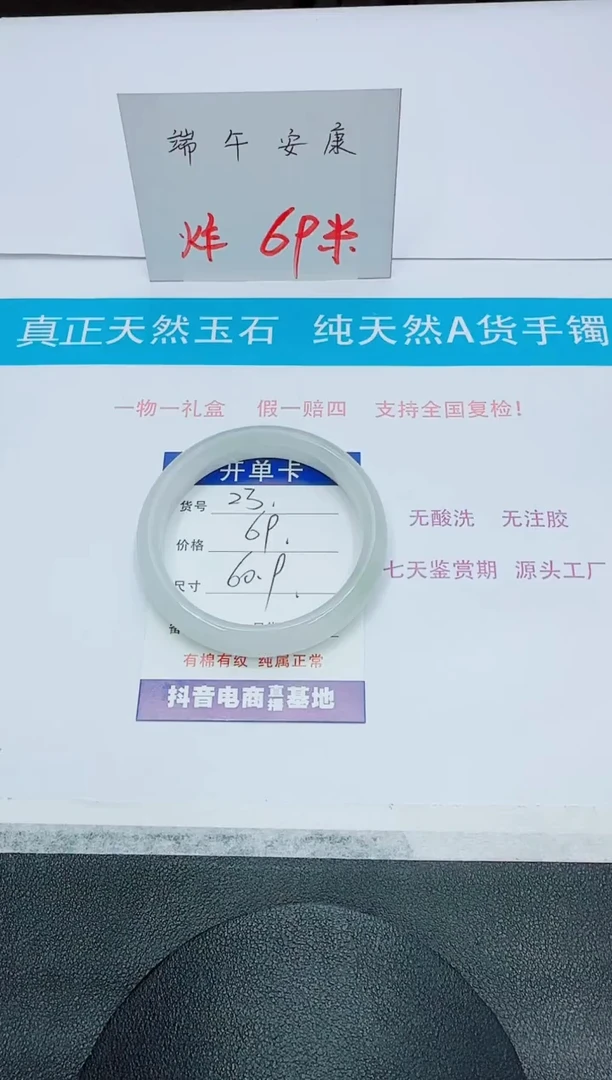 端午安康
炸 69米
真正天然玉石 纯天然A货手镯
一物一礼盒 假一赔四 支持全国复检!
开单卡
货号 23.
价格 69.
尺寸 60.9.
无酸洗 无注胶
七天鉴赏期 源头工厂
有棉有纹 纯属正常
抖音电商直播基地